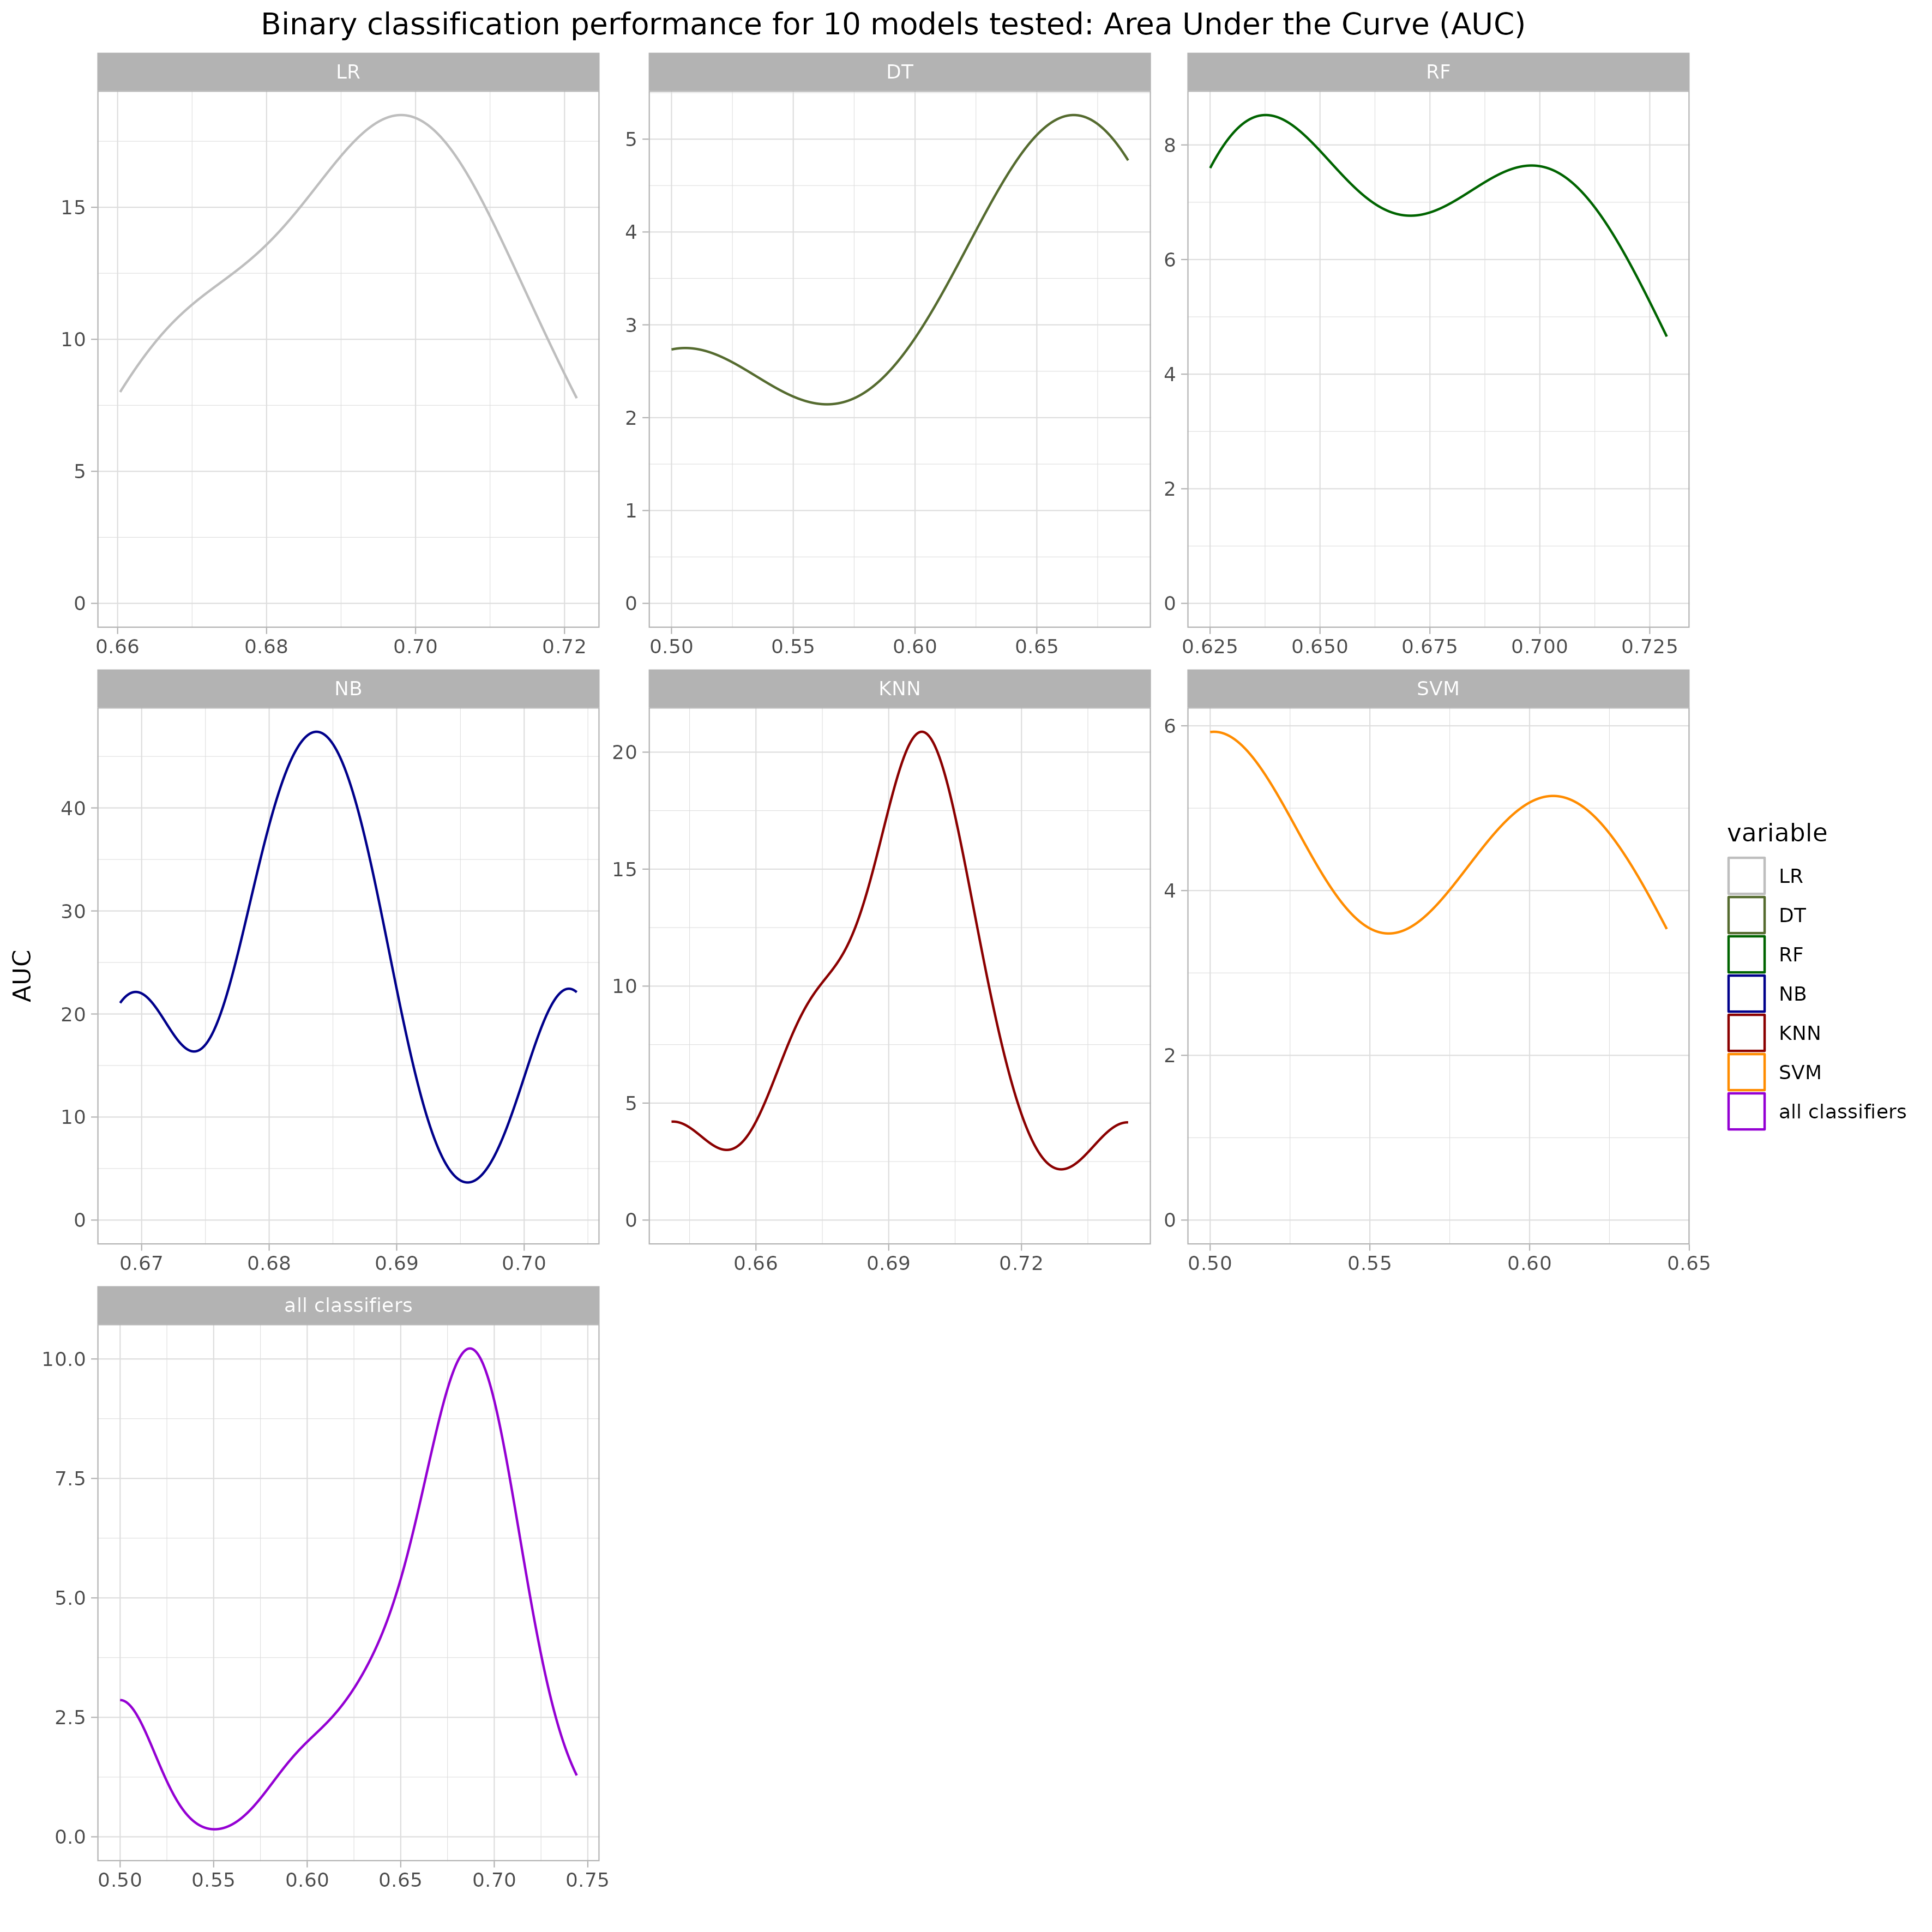 Binary classification performance for 10 models tested: Area Under the Curve (AUC)
LR
DT
RF
15
10
5
0
0.66 0.68 0.70 0.72
5
4
3
2
1
0
0.50 0.55 0.60 0.65
8
6
4
2
0
0.625 0.650 0.675 0.700 0.725
NB
KNN
SVM
AUC
40
30
20
10
0
0.67 0.68 0.69 0.70
20
15
10
5
0
0.66 0.69 0.72
6
4
2
0
0.50 0.55 0.60 0.65
all classifiers
10.0
7.5
5.0
2.5
0.0
0.50 0.55 0.60 0.65 0.70 0.75
variable
LR
DT
RF
NB
KNN
SVM
all classifiers